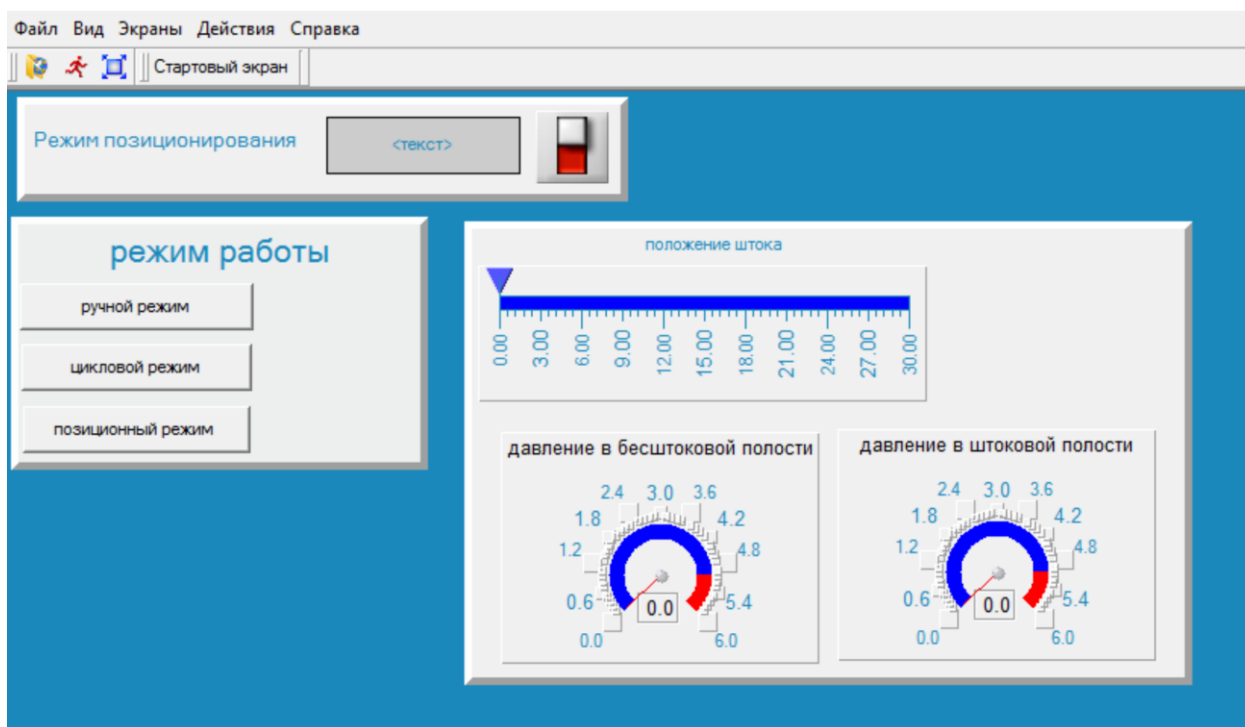 Файл Вид Экраны Действия Справка
Стартовый экран
Режим позиционирования <текст>
режим работы
ручной режим
цикловой режим
позиционный режим
положение штока
0.00 3.00 6.00 9.00 12.00 15.00 18.00 21.00 24.00 27.00 30.00
давление в бесштоковой полости
2.4 3.0 3.6
1.8 4.2
1.2 4.8
0.6 0.0 5.4
0.0 6.0
давление в штоковой полости
2.4 3.0 3.6
1.8 4.2
1.2 4.8
0.6 0.0 5.4
0.0 6.0